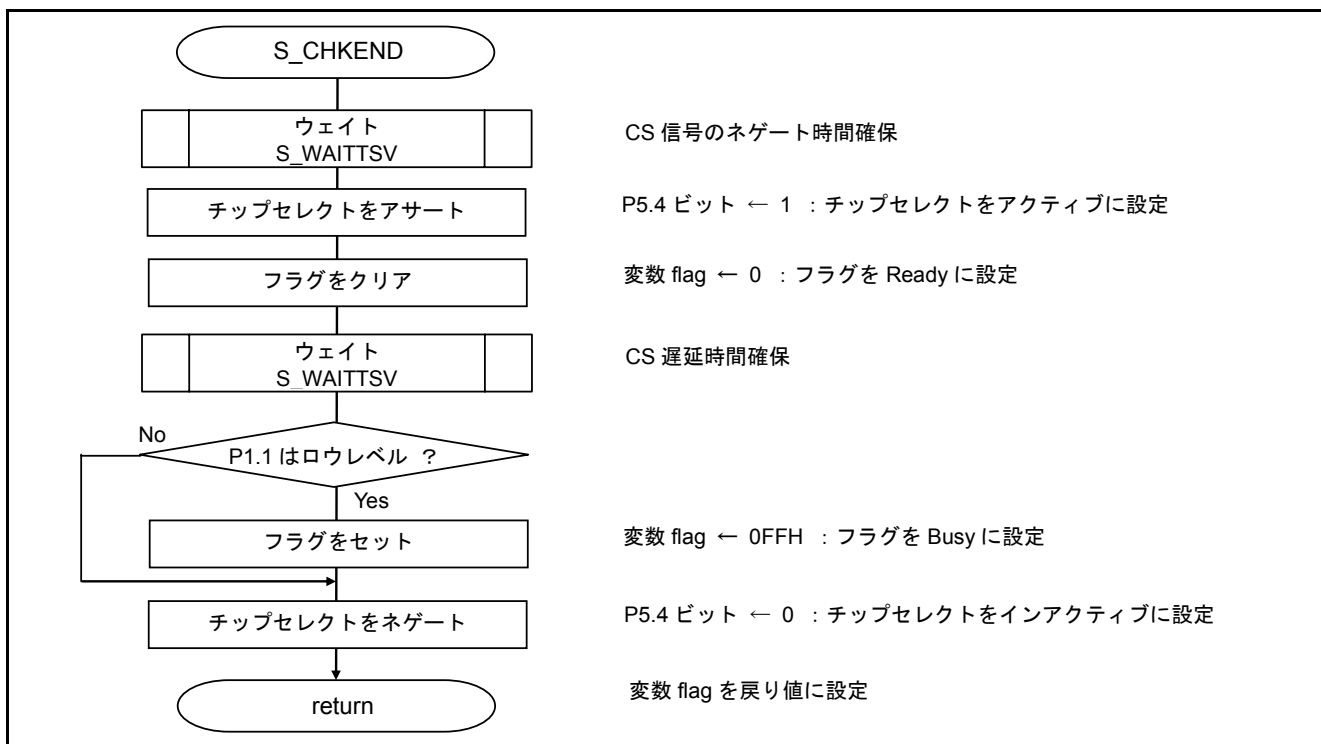 S_CHKEND
ウェイト
S_WAITTSV
CS 信号のネゲート時間確保
チップセレクトをアサート
P5.4 ビット ← 1 ：チップセレクトをアクティブに設定
フラグをクリア
変数 flag ← 0 ：フラグを Ready に設定
ウェイト
S_WAITTSV
CS 遅延時間確保
No
P1.1 はロウレベル ？
Yes
フラグをセット
変数 flag ← 0FFH ：フラグを Busy に設定
チップセレクトをネゲート
P5.4 ビット ← 0 ：チップセレクトをインアクティブに設定
return
変数 flag を戻り値に設定